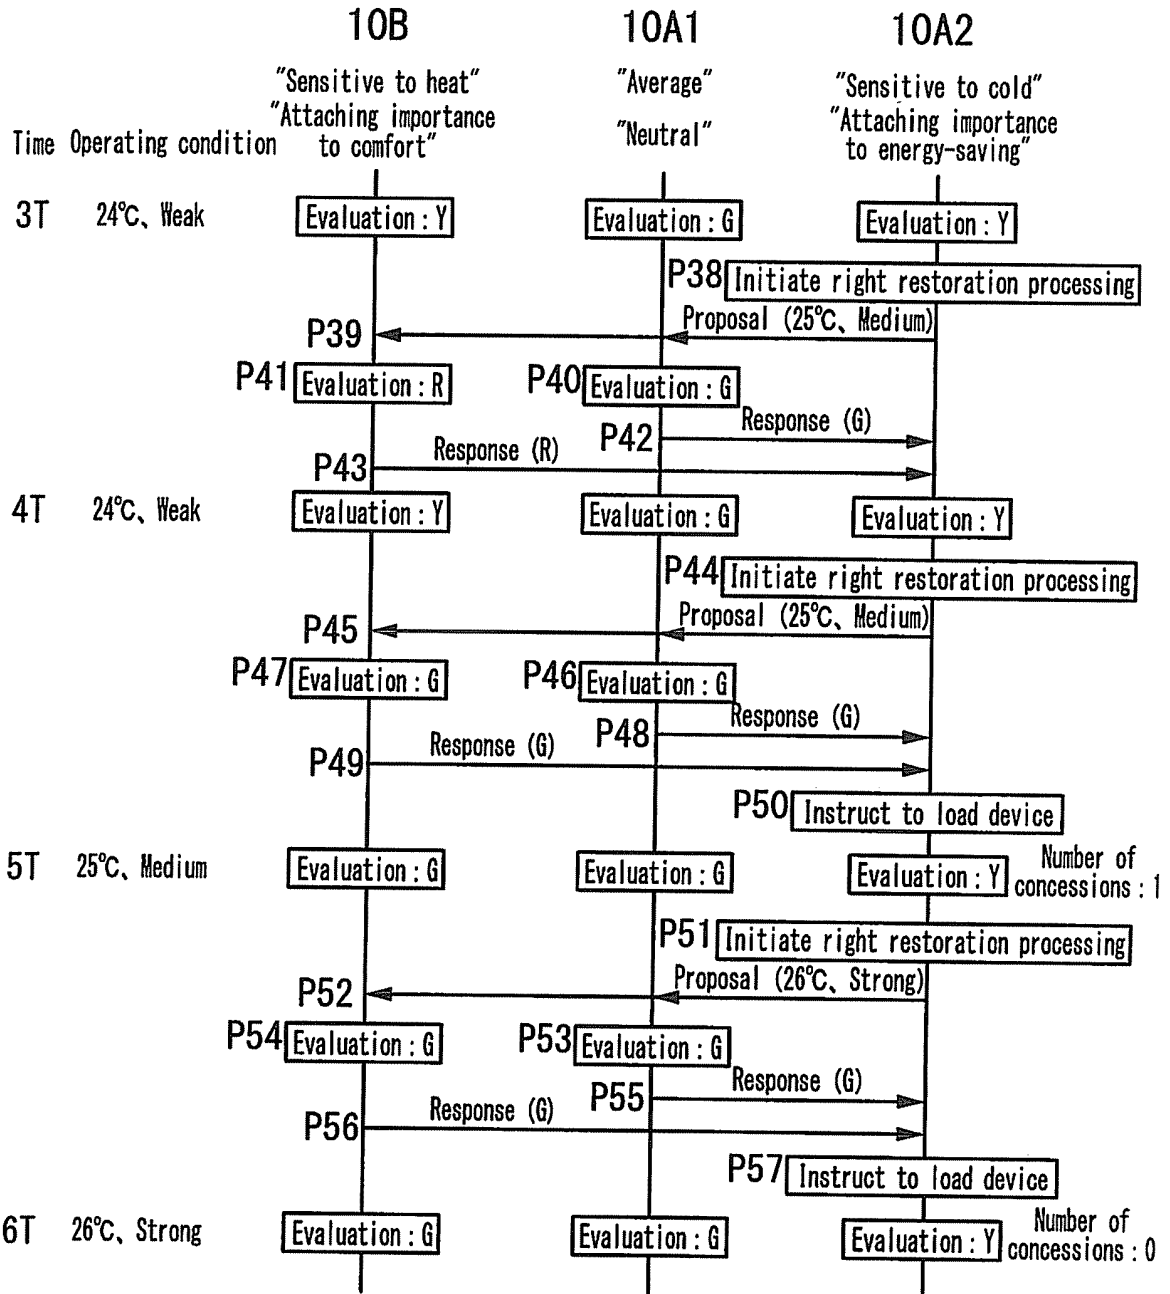 10B
10A1
10A2
"Sensitive to heat"
"Attaching importance
to comfort"
"Average"
"Neutral"
"Sensitive to cold"
"Attaching importance
to energy-saving"
Time Operating condition
3T 24℃、Weak
Evaluation : Y
Evaluation : G
Evaluation : Y
P38 Initiate right restoration processing
Proposal (25℃、Medium)
P39
P41 Evaluation : R
P40 Evaluation : G
P42 Response (G)
P43 Response (R)
4T 24℃、Weak
Evaluation : Y
Evaluation : G
Evaluation : Y
P44 Initiate right restoration processing
Proposal (25℃、Medium)
P45
P47 Evaluation : G
P46 Evaluation : G
P48 Response (G)
P49 Response (G)
P50 Instruct to load device
5T 25℃、Medium
Evaluation : G
Evaluation : G
Evaluation : Y
Number of
concessions : 1
P51 Initiate right restoration processing
Proposal (26℃、Strong)
P52
P54 Evaluation : G
P53 Evaluation : G
P55 Response (G)
P56 Response (G)
P57 Instruct to load device
6T 26℃、Strong
Evaluation : G
Evaluation : G
Evaluation : Y
Number of
concessions : 0